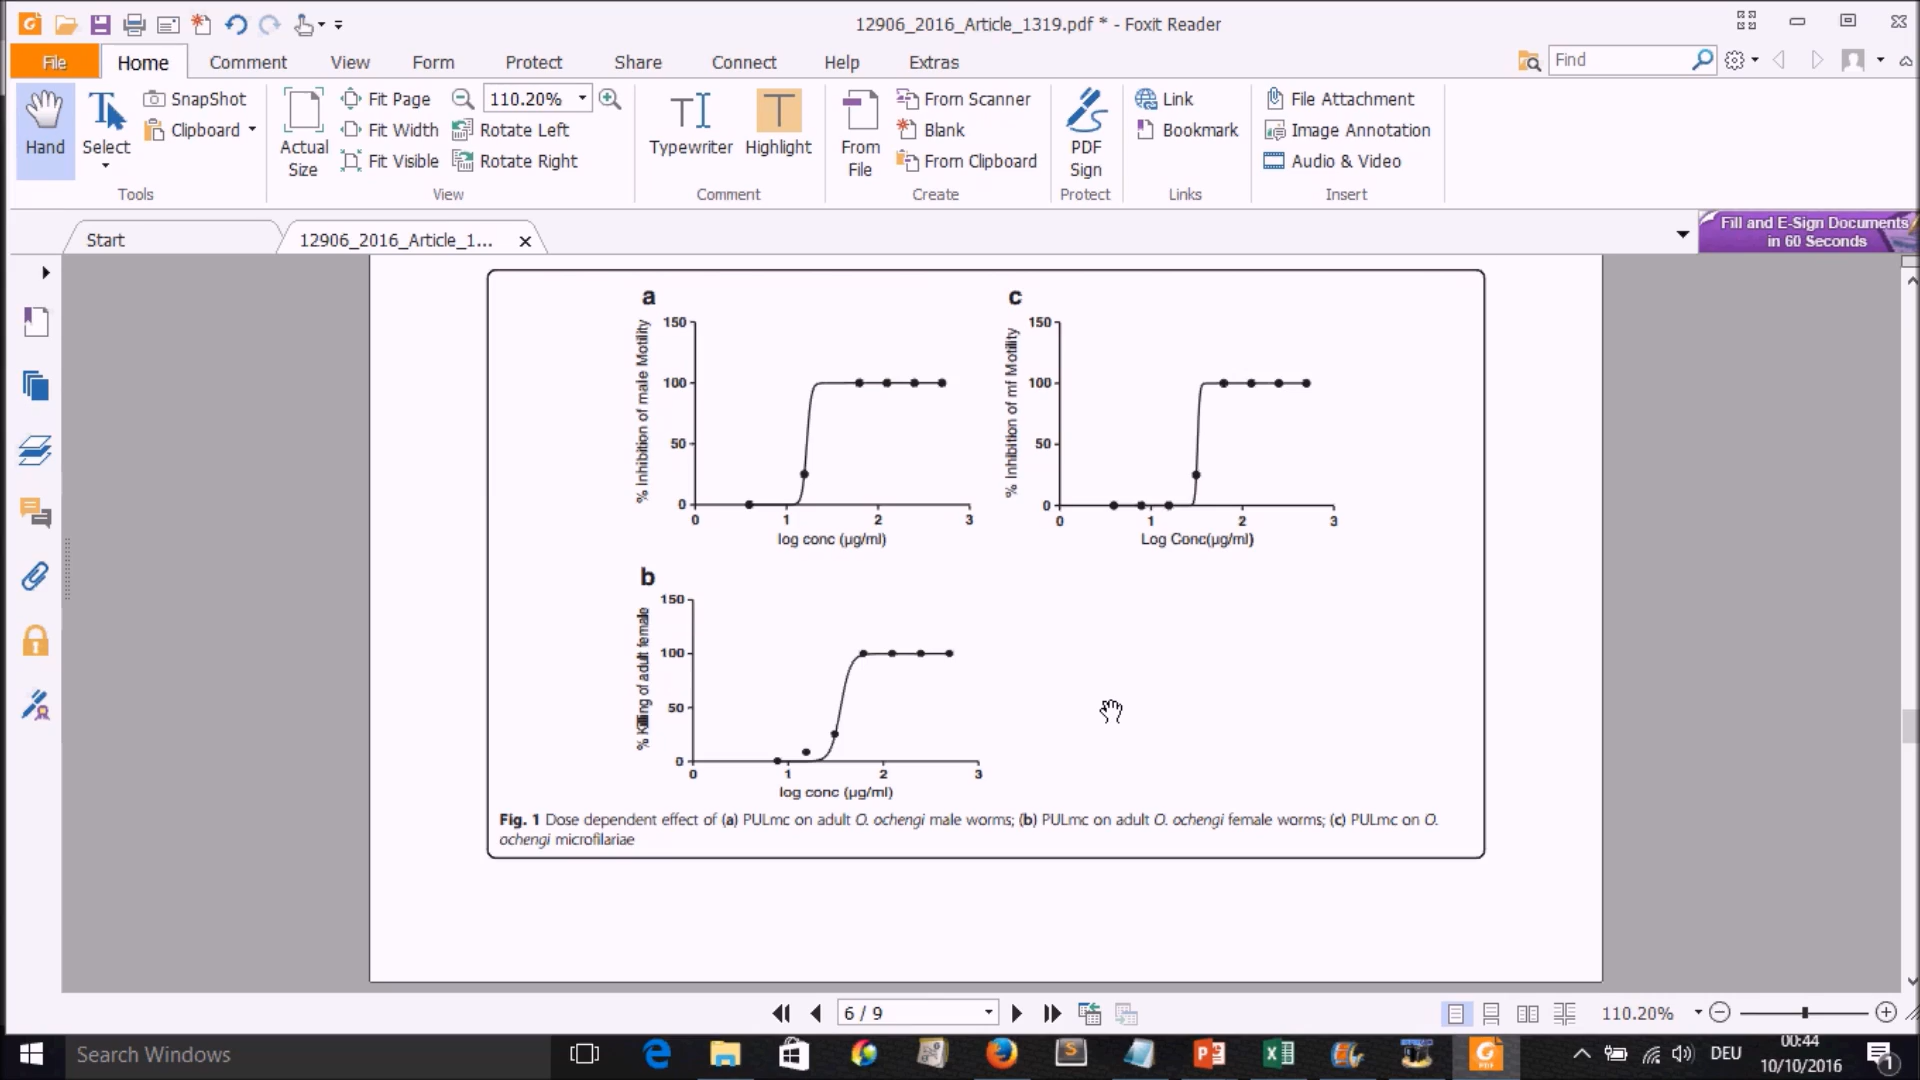 12906_2016_Article_1319.pdf * - Foxit Reader
File Home Comment View Form Protect Share Connect Help Extras
Find
Hand
Select
SnapShot
Clipboard
Tools
Actual Size
Fit Page
Fit Width
Fit Visible
110.20%
Rotate Left
Rotate Right
View
Typewriter
Highlight
Comment
From File
From Scanner
Blank
From Clipboard
Create
PDF Sign
Protect
Link
Bookmark
Links
File Attachment
Image Annotation
Audio & Video
Insert
Start
12906_2016_Article_1...
Fill and E-Sign Documents
in 60 Seconds
a
% Inhibition of male Motility
150
100
50
0
0 1 2 3
log conc (µg/ml)
c
% Inhibition of mf Motility
150
100
50
0
0 1 2 3
Log Conc(µg/ml)
b
% Killing of adult female
150
100
50
0
0 1 2 3
log conc (µg/ml)
Fig. 1 Dose dependent effect of (a) PULmc on adult O. ochengi male worms; (b) PULmc on adult O. ochengi female worms; (c) PULmc on O.
ochengi microfilariae
6 / 9
110.20%
Search Windows
DEU
00:44
10/10/2016
1